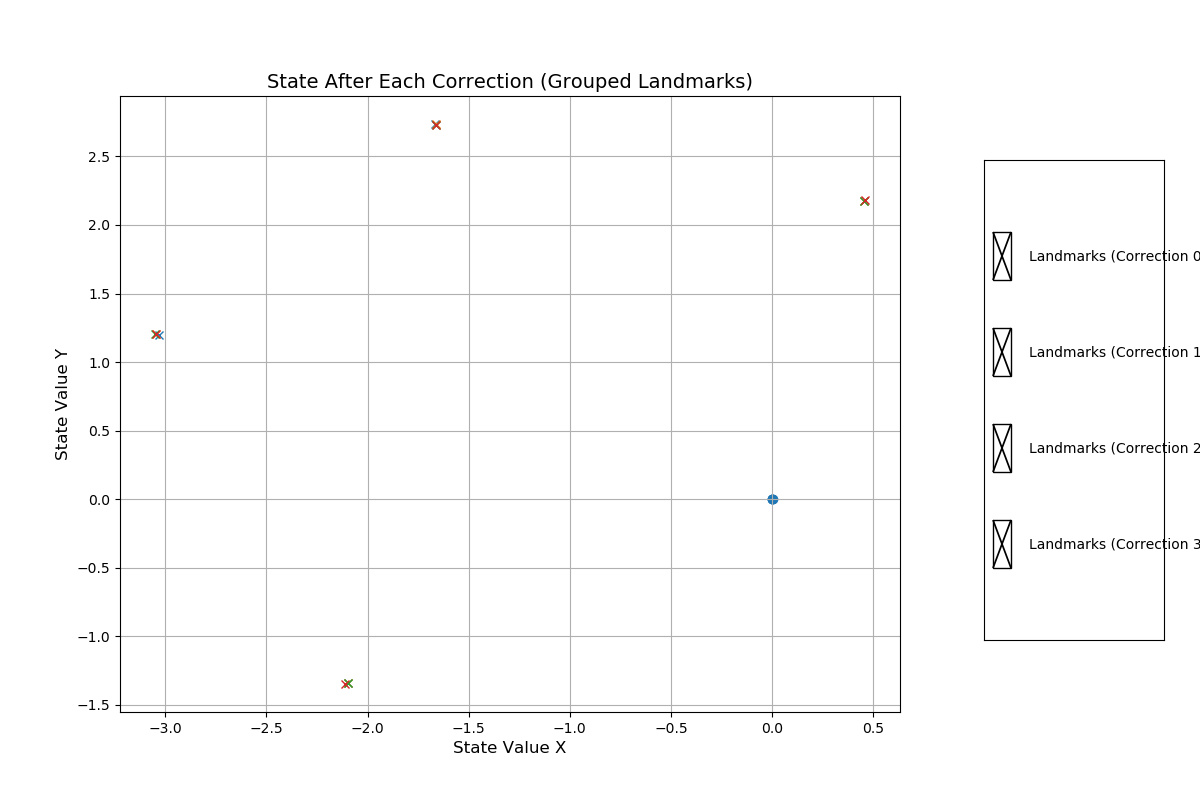 State After Each Correction (Grouped Landmarks)
2.5
2.0
1.5
1.0
0.5
0.0
−0.5
−1.0
−1.5
State Value Y
−3.0
−2.5
−2.0
−1.5
−1.0
−0.5
0.0
0.5
State Value X
Landmarks (Correction 0
Landmarks (Correction 1
Landmarks (Correction 2
Landmarks (Correction 3